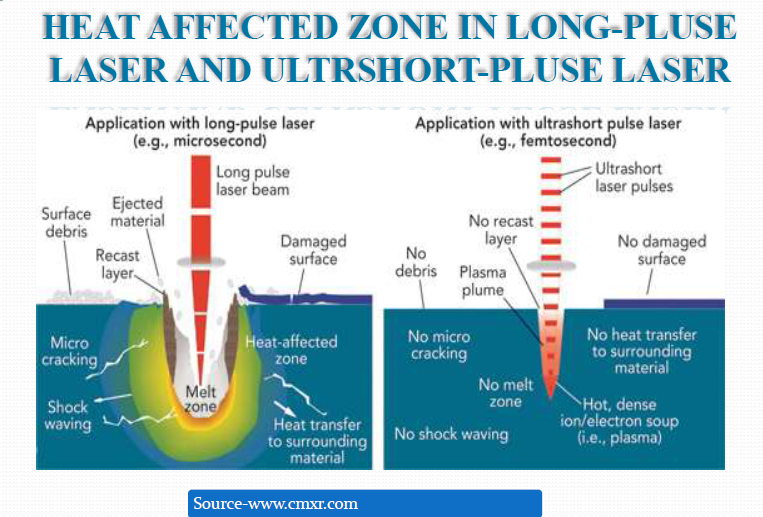 HEAT AFFECTED ZONE IN LONG-PLUSE
LASER AND ULTRSHORT-PLUSE LASER
Application with long-pulse laser
(e.g., microsecond)
Long pulse
laser beam
Ejected
material
Surface
debris
Recast
layer
Damaged
surface
Micro
cracking
Heat-affected
zone
Melt
zone
Shock
waving
Heat transfer
to surrounding
material
Application with ultrashort pulse laser
(e.g., femtosecond)
Ultrashort
laser pulses
No recast
layer
No damaged
surface
No
debris
Plasma
plume
No micro
cracking
No heat transfer
to surrounding
material
No melt
zone
Hot, dense
ion/electron soup
(i.e., plasma)
No shock waving
Source-www.cmxr.com